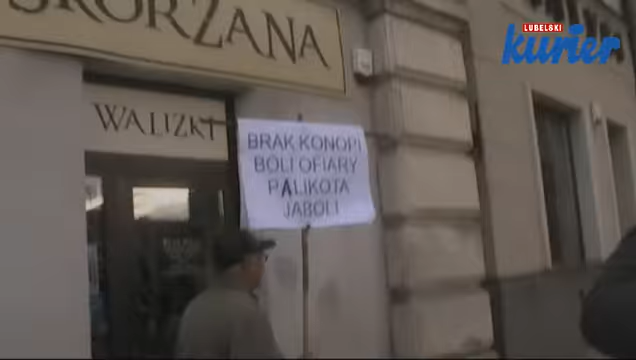 SKÓRZANA
LUBELSKI
kurier
WALIZKI
BRAK KONOPI
BOLI OFIARY
PALIKOTA
JABOLI